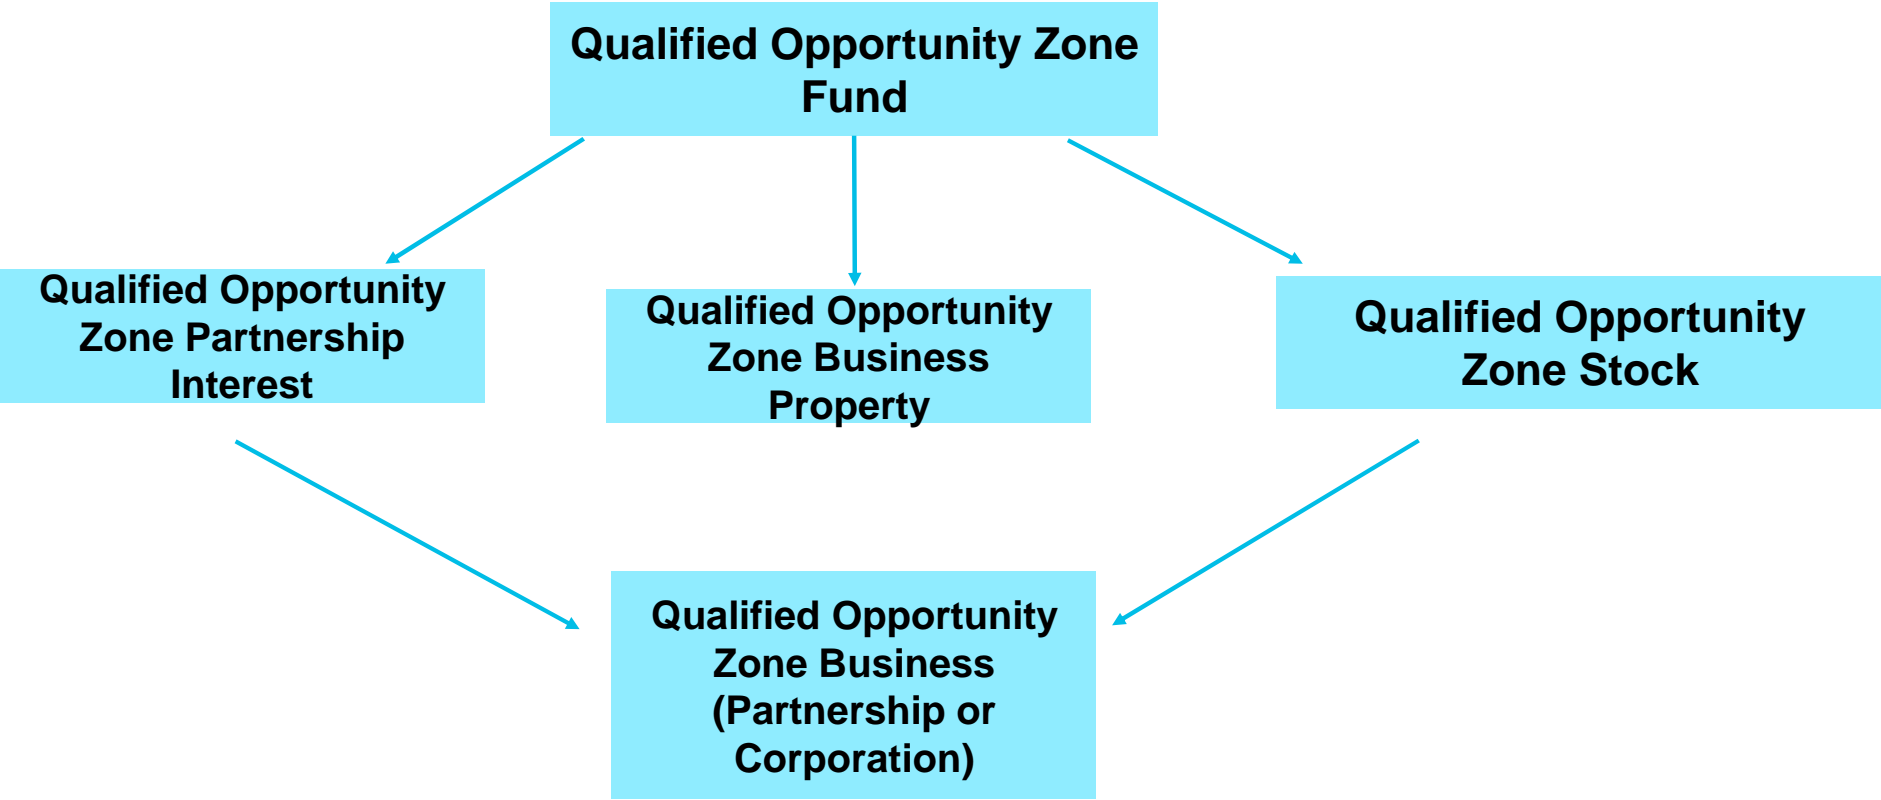 Qualified Opportunity Zone
Fund
Qualified Opportunity
Zone Partnership
Interest
Qualified Opportunity
Zone Business
Property
Qualified Opportunity
Zone Stock
Qualified Opportunity
Zone Business
(Partnership or
Corporation)